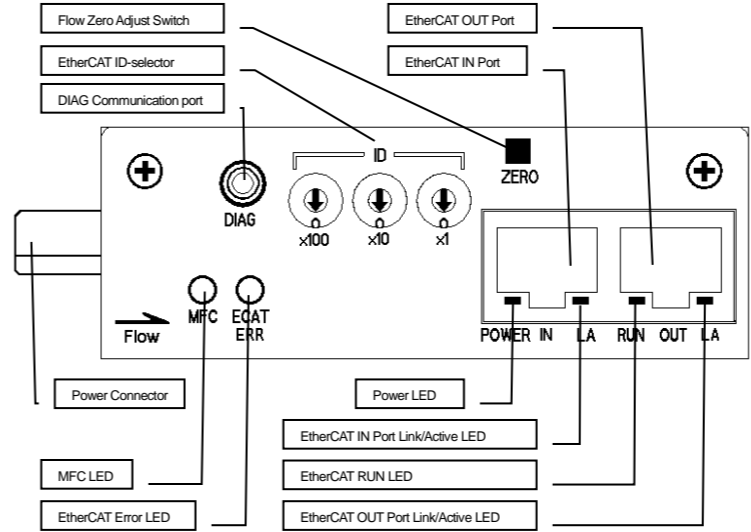 Flow Zero Adjust Switch
EtherCAT OUT Port
EtherCAT ID-selector
EtherCAT IN Port
DIAG Communication port
ID
ZERO
DIAG
x100
x10
x1
MFC
ECAT
ERR
Flow
POWER IN LA RUN OUT LA
Power Connector
Power LED
EtherCAT IN Port Link/Active LED
MFC LED
EtherCAT RUN LED
EtherCAT Error LED
EtherCAT OUT Port Link/Active LED